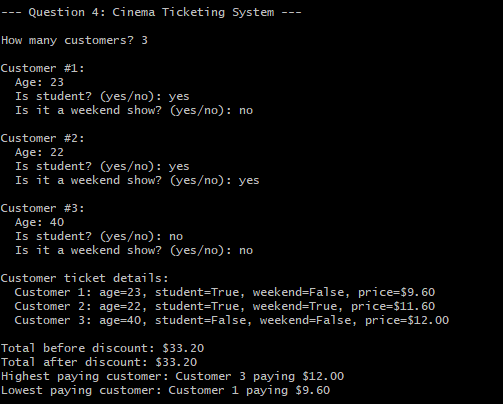 --- Question 4: Cinema Ticketing System ---
How many customers? 3
Customer #1:
Age: 23
Is student? (yes/no): yes
Is it a weekend show? (yes/no): no
Customer #2:
Age: 22
Is student? (yes/no): yes
Is it a weekend show? (yes/no): yes
Customer #3:
Age: 40
Is student? (yes/no): no
Is it a weekend show? (yes/no): no
Customer ticket details:
Customer 1: age=23, student=True, weekend=False, price=$9.60
Customer 2: age=22, student=True, weekend=True, price=$11.60
Customer 3: age=40, student=False, weekend=False, price=$12.00
Total before discount: $33.20
Total after discount: $33.20
Highest paying customer: Customer 3 paying $12.00
Lowest paying customer: Customer 1 paying $9.60